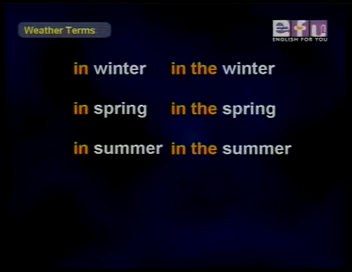 Weather Terms
efu
ENGLISH FOR YOU
in winter in the winter
in spring in the spring
in summer in the summer